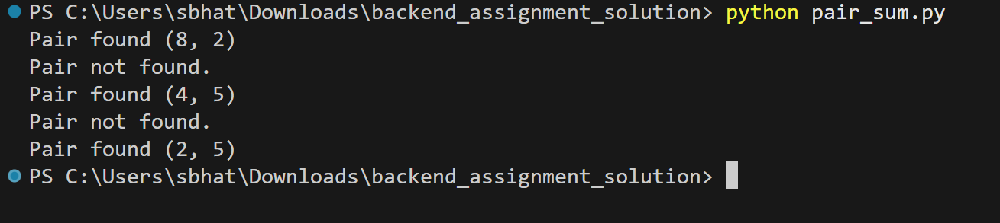 PS C:\Users\sbhat\Downloads\backend_assignment_solution> python pair_sum.py
Pair found (8, 2)
Pair not found.
Pair found (4, 5)
Pair not found.
Pair found (2, 5)
PS C:\Users\sbhat\Downloads\backend_assignment_solution>